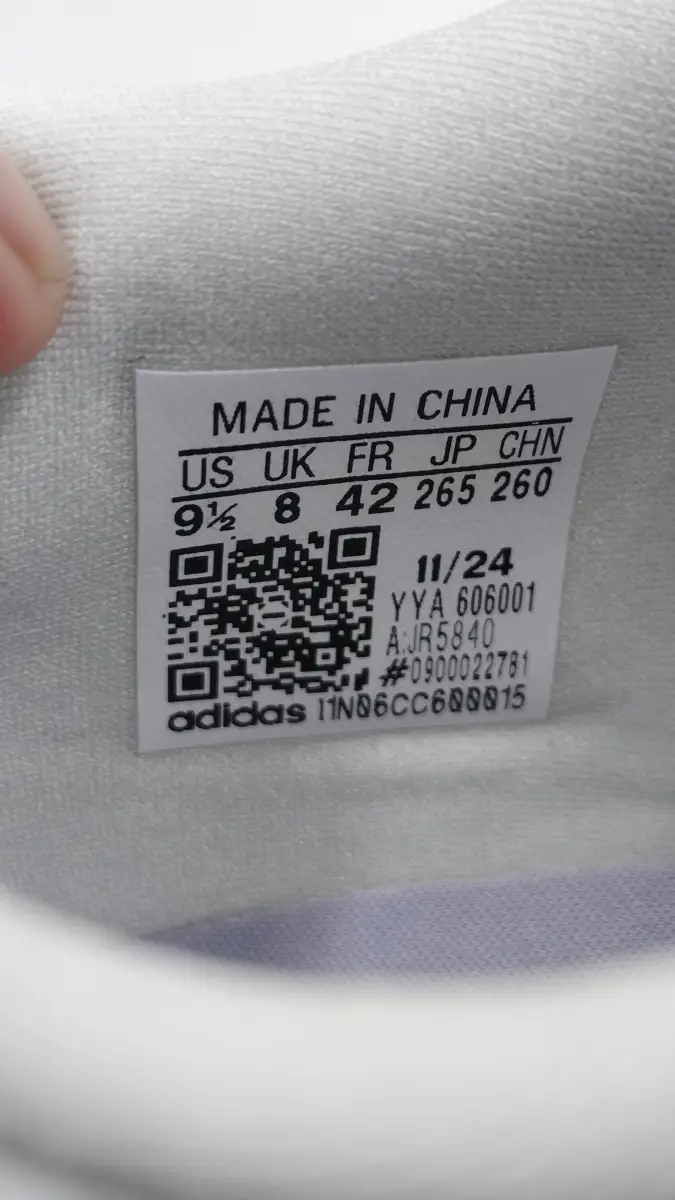 MADE IN CHINA
US UK FR JP CHN
9½ 8 42 265 260
11/24
YYA 606001
A:JR5840
#0900022781
adidas 11N06CC600015